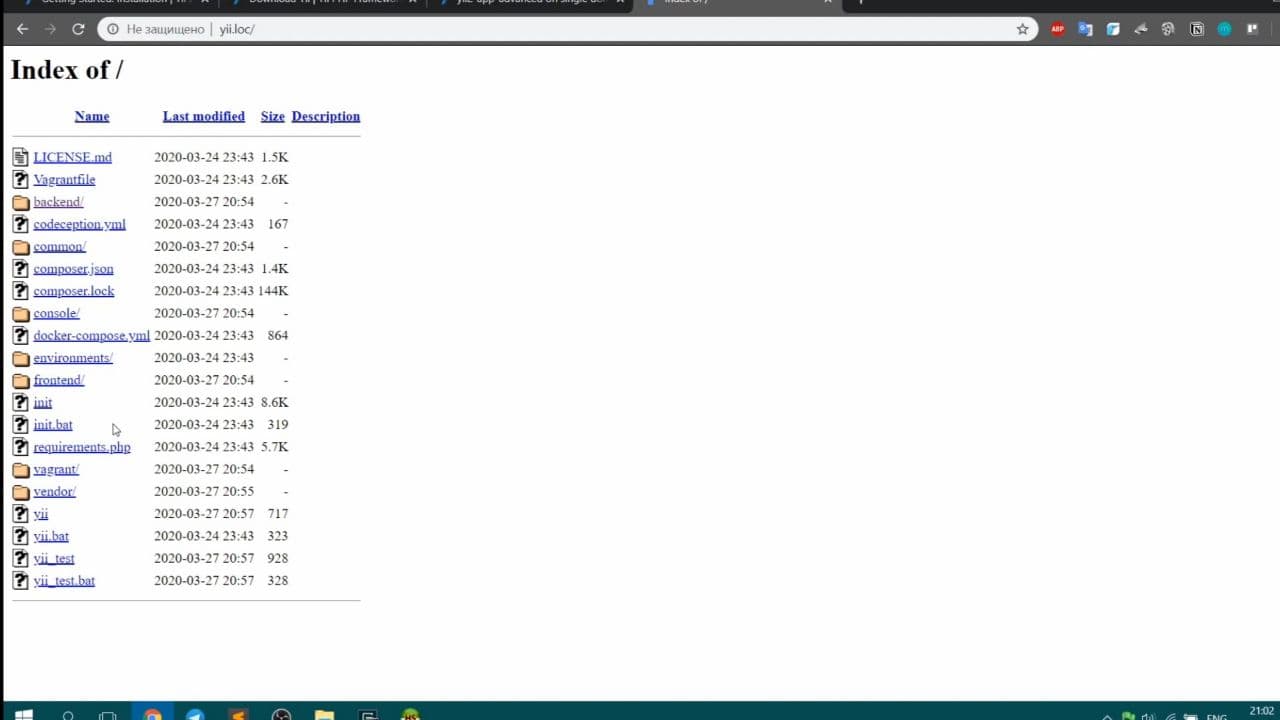 Getting started: Installation |
Index of /
Не защищено | yii.loc/
Index of /
Name Last modified Size Description
LICENSE.md 2020-03-24 23:43 1.5K
Vagrantfile 2020-03-24 23:43 2.6K
backend/ 2020-03-27 20:54 -
codeception.yml 2020-03-24 23:43 167
common/ 2020-03-27 20:54 -
composer.json 2020-03-24 23:43 1.4K
composer.lock 2020-03-24 23:43 144K
console/ 2020-03-27 20:54 -
docker-compose.yml 2020-03-24 23:43 864
environments/ 2020-03-24 23:43 -
frontend/ 2020-03-27 20:54 -
init 2020-03-24 23:43 8.6K
init.bat 2020-03-24 23:43 319
requirements.php 2020-03-24 23:43 5.7K
vagrant/ 2020-03-27 20:54 -
vendor/ 2020-03-27 20:55 -
yii 2020-03-27 20:57 717
yii.bat 2020-03-24 23:43 323
yii_test 2020-03-27 20:57 928
yii_test.bat 2020-03-27 20:57 328
ENG
21:02